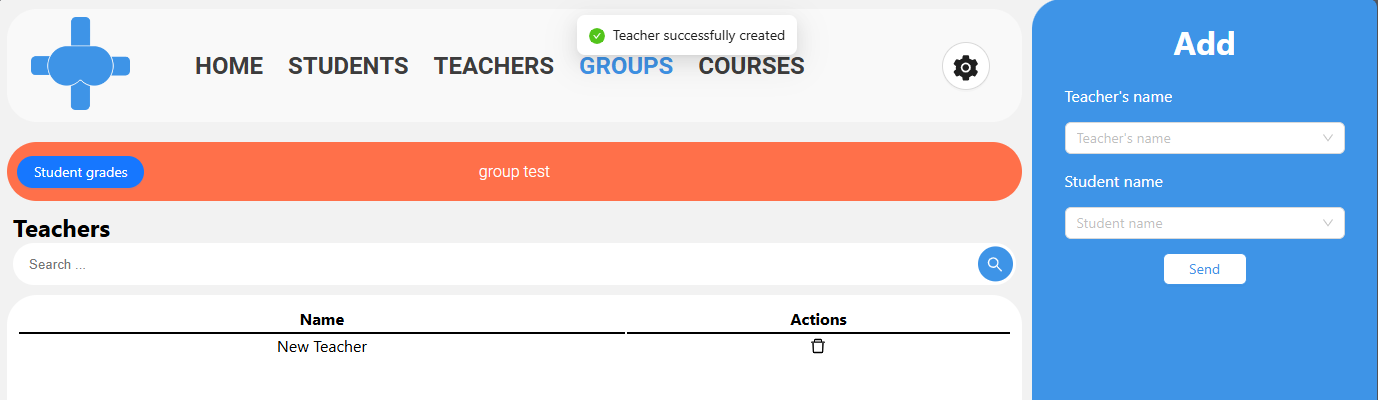 Teacher successfully created
HOME STUDENTS TEACHERS GROUPS COURSES
Student grades
group test
Teachers
Search ...
Name Actions
New Teacher
Add
Teacher's name
Teacher's name
Student name
Student name
Send